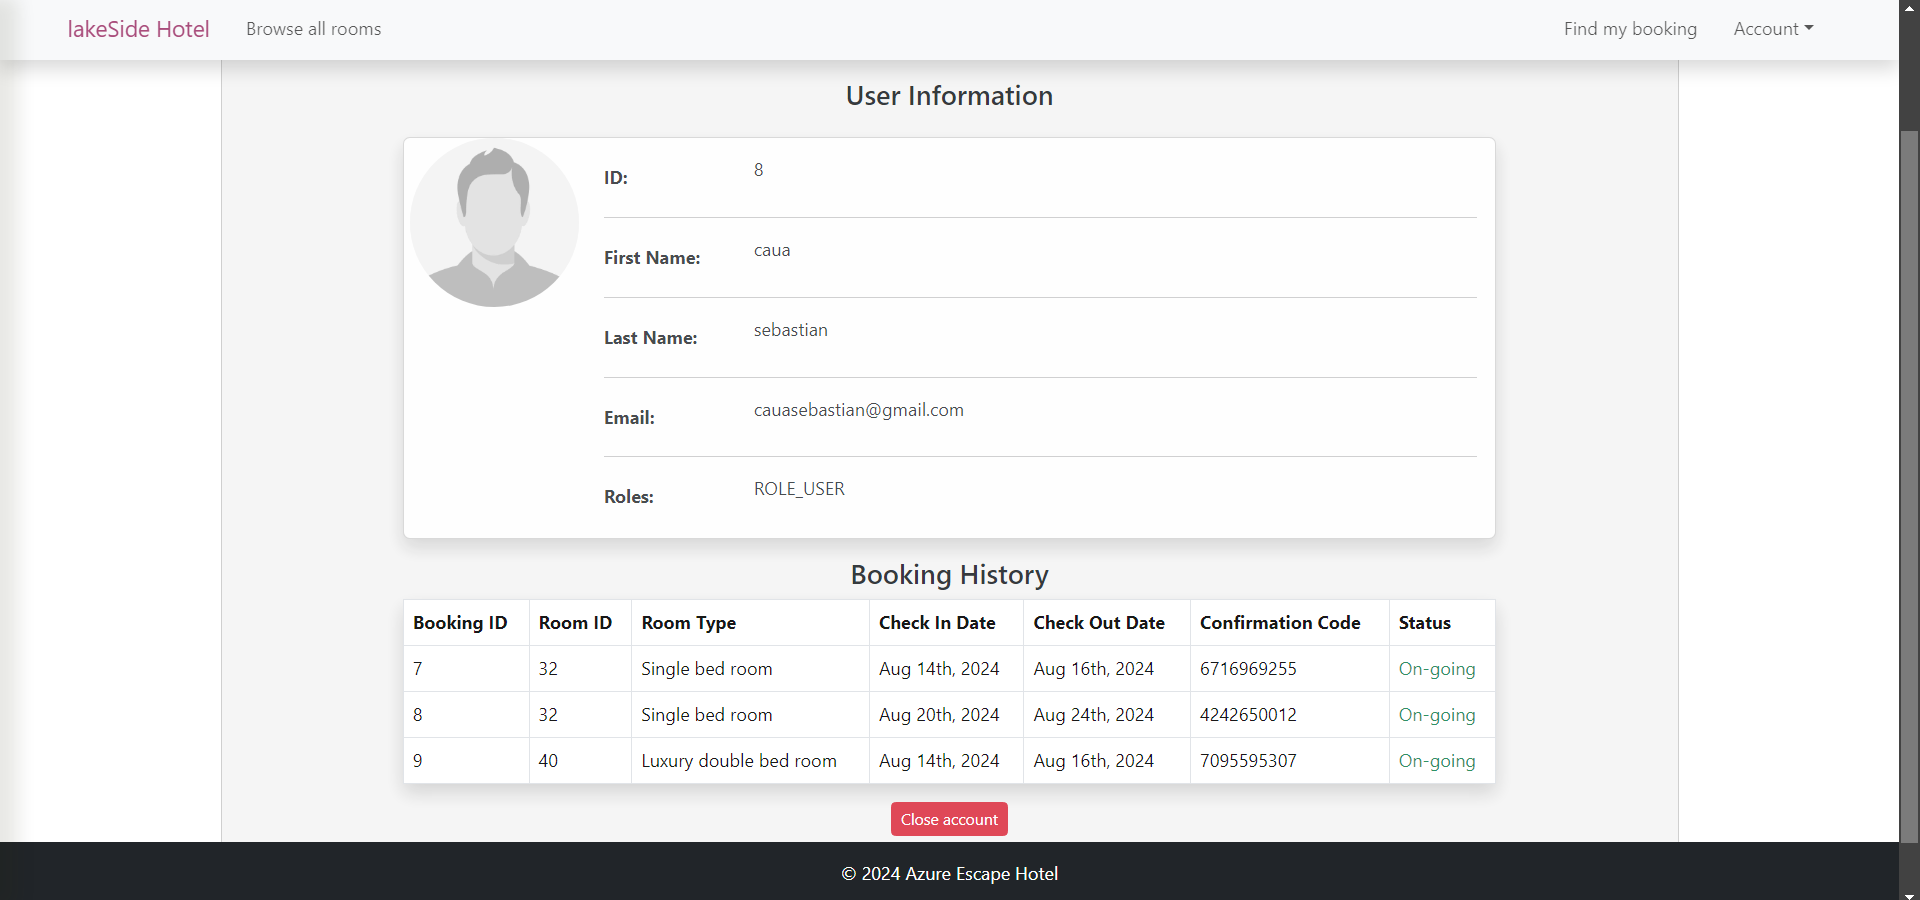 lakeSide Hotel Browse all rooms Find my booking Account
User Information
ID: 8
First Name: caua
Last Name: sebastian
Email: cauasebastian@gmail.com
Roles: ROLE_USER
Booking History
Booking ID Room ID Room Type Check In Date Check Out Date Confirmation Code Status
7 32 Single bed room Aug 14th, 2024 Aug 16th, 2024 6716969255 On-going
8 32 Single bed room Aug 20th, 2024 Aug 24th, 2024 4242650012 On-going
9 40 Luxury double bed room Aug 14th, 2024 Aug 16th, 2024 7095595307 On-going
Close account
© 2024 Azure Escape Hotel